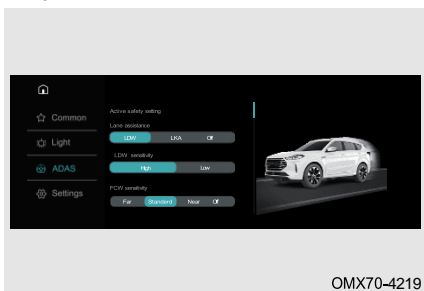 Common
Light
ADAS
Settings
Active safety setting
Lane assistance
LDW LKA Off
LDW sensitivity
High Low
FCW sensitivity
Far Standerd Near Off
OMX70-4219